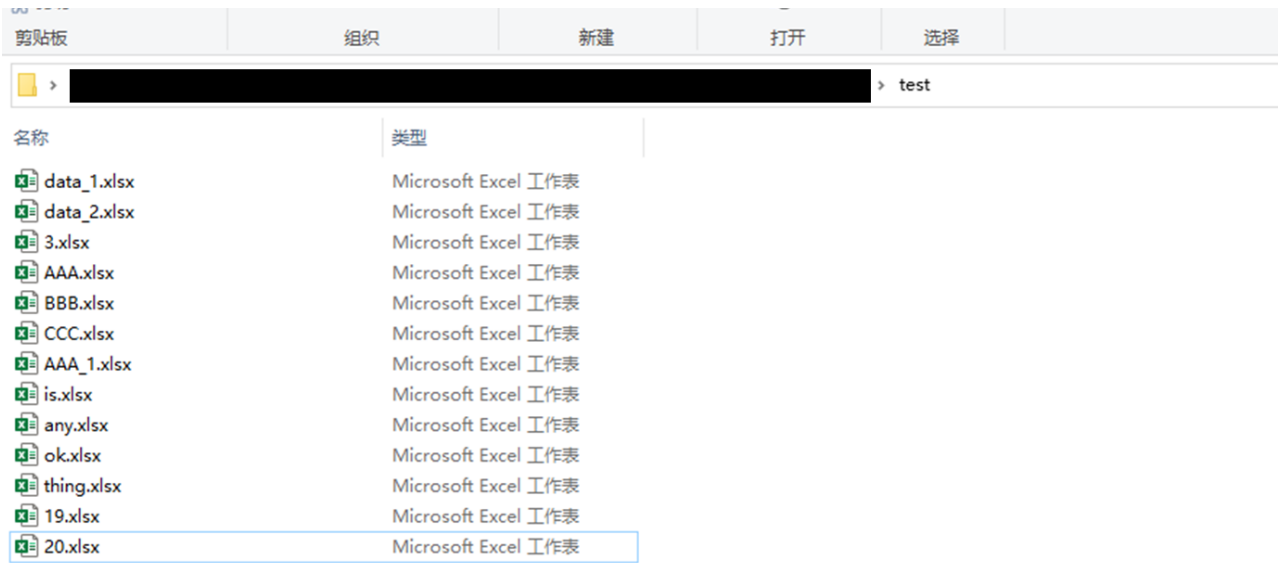 剪贴板 组织 新建 打开 选择
test
名称 类型
data_1.xlsx Microsoft Excel 工作表
data_2.xlsx Microsoft Excel 工作表
3.xlsx Microsoft Excel 工作表
AAA.xlsx Microsoft Excel 工作表
BBB.xlsx Microsoft Excel 工作表
CCC.xlsx Microsoft Excel 工作表
AAA_1.xlsx Microsoft Excel 工作表
is.xlsx Microsoft Excel 工作表
any.xlsx Microsoft Excel 工作表
ok.xlsx Microsoft Excel 工作表
thing.xlsx Microsoft Excel 工作表
19.xlsx Microsoft Excel 工作表
20.xlsx Microsoft Excel 工作表